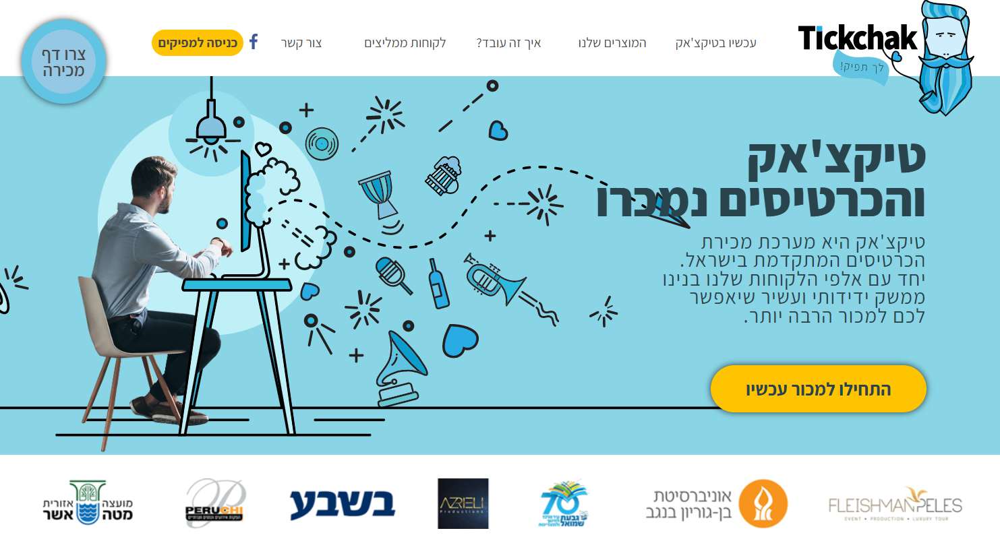 Tickchak
לך תפיק!
עכשיו בטיקצ'אק
המוצרים שלנו
איך זה עובד?
לקוחות ממליצים
צור קשר
כניסה למפיקים
צרו דף
מכירה
טיקצ'אק
והכרטיסים נמכרו
טיקצ'אק היא מערכת מכירת
הכרטיסים המתקדמת בישראל.
יחד עם אלפי הלקוחות שלנו בנינו
ממשק ידידותי ועשיר שיאפשר
לכם למכור הרבה יותר.
התחילו למכור עכשיו
FLEISHMAN PELES
EVENT • PRODUCTION • LUXURY TOUR
אוניברסיטת
בן-גוריון בנגב
70
גבעת
שמואל
AZRIELI
Productions
בשבע
PERUCHI
מועצה אזורית
מטה אשר